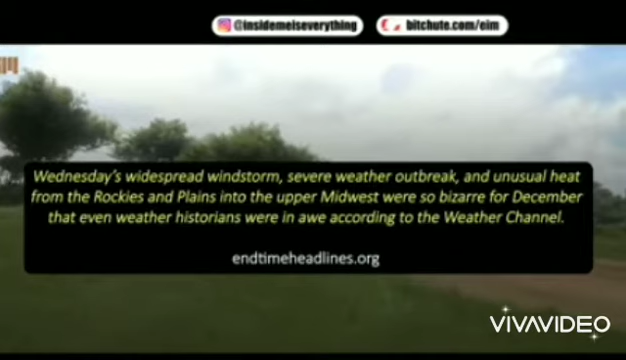 @insidemeiseverything
bitchute.com/eim
Wednesday's widespread windstorm, severe weather outbreak, and unusual heat
from the Rockies and Plains into the upper Midwest were so bizarre for December
that even weather historians were in awe according to the Weather Channel.
endtimeheadlines.org
VIVAVIDEO